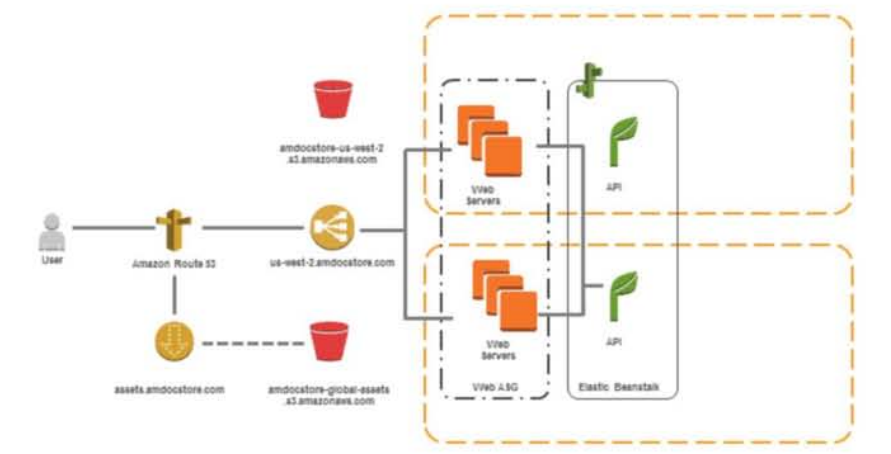 amdocstore-us-west-2
.s3.amazonaws.com
Web
Servers
API
User
Amazon Route 53
us-west-2.amdocstore.com
Web
Servers
API
assets.amdocstore.com
amdocstore-global-assets
.s3.amazonaws.com
Web ASG
Elastic Beanstalk